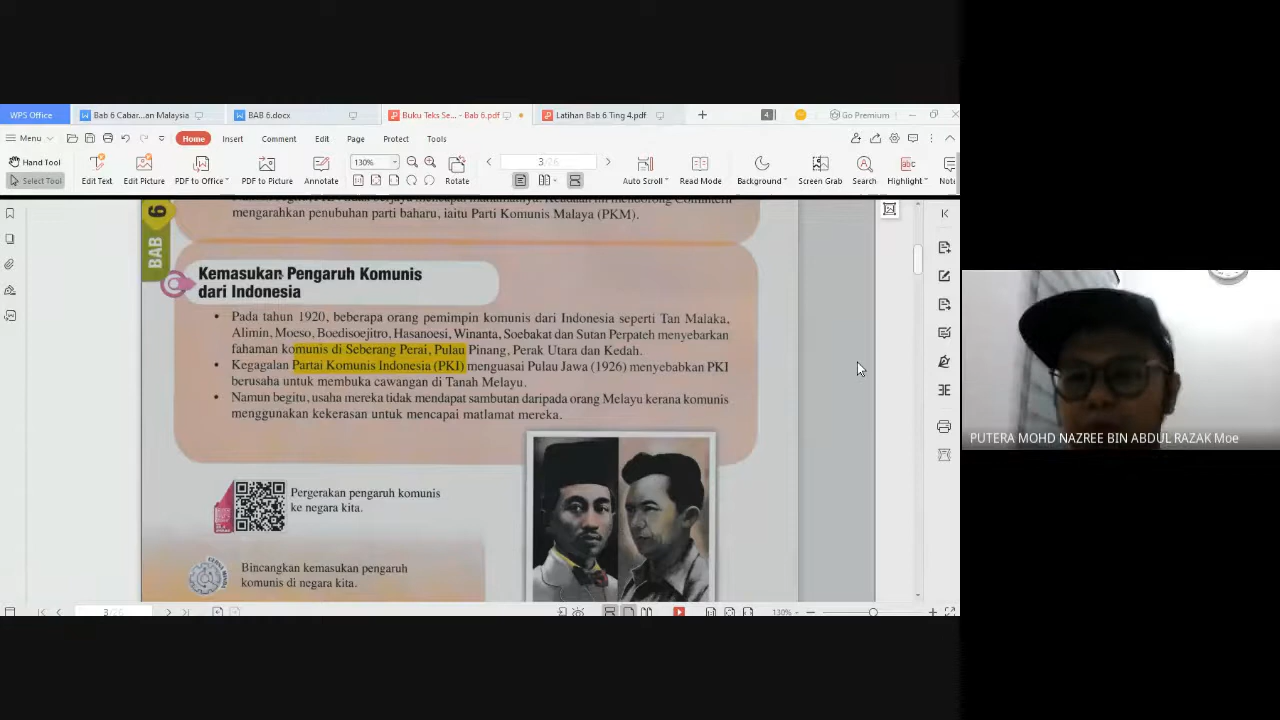 WPS Office
Bab 6 Cabar...an Malaysia
BAB 6.docx
Buku Teks Se... - Bab 6.pdf
Latihan Bab 6 Ting 4.pdf
4
Go Premium
Menu
Home
Insert
Comment
Edit
Page
Protect
Tools
Hand Tool
Select Tool
Edit Text
Edit Picture
PDF to Office
PDF to Picture
Annotate
130%
Rotate
3/26
Auto Scroll
Read Mode
Background
Screen Grab
Search
Highlight
mengarahkan penubuhan parti baharu, iaitu Parti Komunis Malaya (PKM).
BAB 6
Kemasukan Pengaruh Komunis
dari Indonesia
• Pada tahun 1920, beberapa orang pemimpin komunis dari Indonesia seperti Tan Malaka,
Alimin, Moeso, Boedisoejitro, Hasanoesi, Winanta, Soebakat dan Sutan Perpateh menyebarkan
fahaman komunis di Seberang Perai, Pulau Pinang, Perak Utara dan Kedah.
• Kegagalan Partai Komunis Indonesia (PKI) menguasai Pulau Jawa (1926) menyebabkan PKI
berusaha untuk membuka cawangan di Tanah Melayu.
• Namun begitu, usaha mereka tidak mendapat sambutan daripada orang Melayu kerana komunis
menggunakan kekerasan untuk mencapai matlamat mereka.
Pergerakan pengaruh komunis
ke negara kita.
Bincangkan kemasukan pengaruh
komunis di negara kita.
3/26
130%
PUTERA MOHD NAZREE BIN ABDUL RAZAK Moe